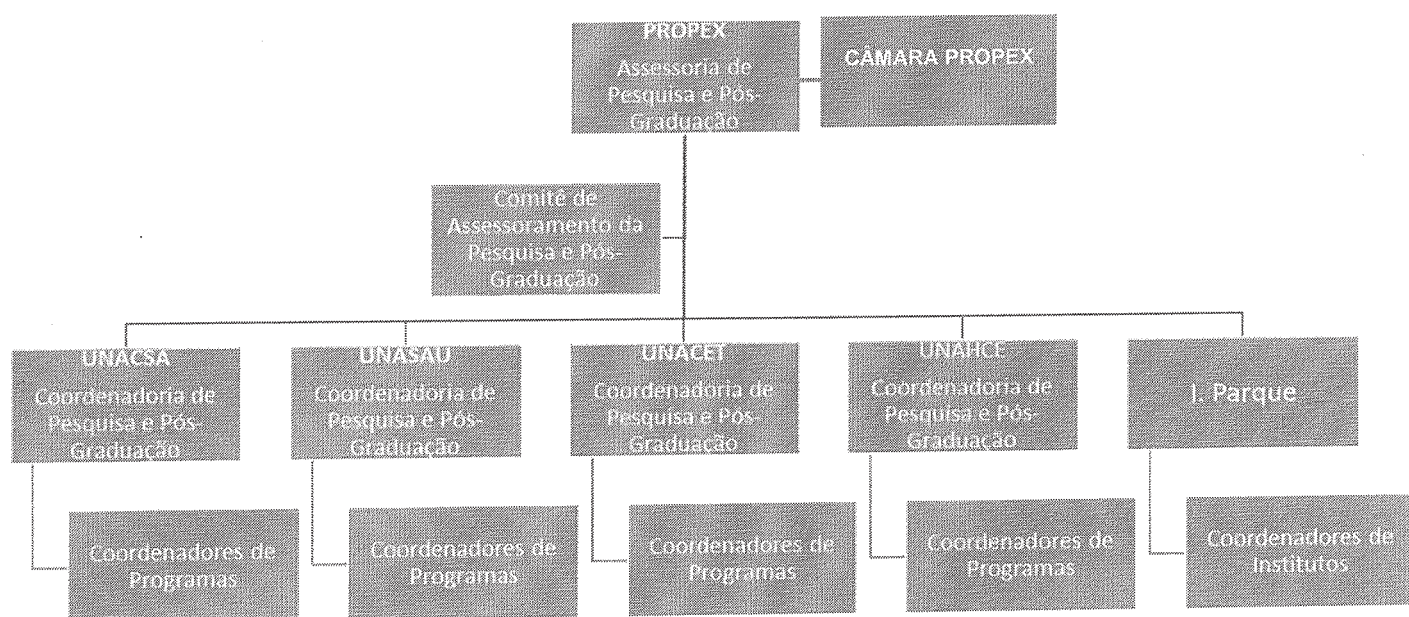 PROPEX
Assessoria de
Pesquisa e Pós-
Graduação
CÂMARA PROPEX
Comitê de
Assessoramento da
Pesquisa e Pós-
Graduação
UNACSA
Coordenadoria de
Pesquisa e Pós-
Graduação
UNASAU
Coordenadoria de
Pesquisa e Pós-
Graduação
UNACET
Coordenadoria de
Pesquisa e Pós-
Graduação
UNAHCE
Coordenadoria de
Pesquisa e Pós-
Graduação
I. Parque
Coordenadores de
Programas
Coordenadores de
Programas
Coordenadores de
Programas
Coordenadores de
Programas
Coordenadores de
Institutos